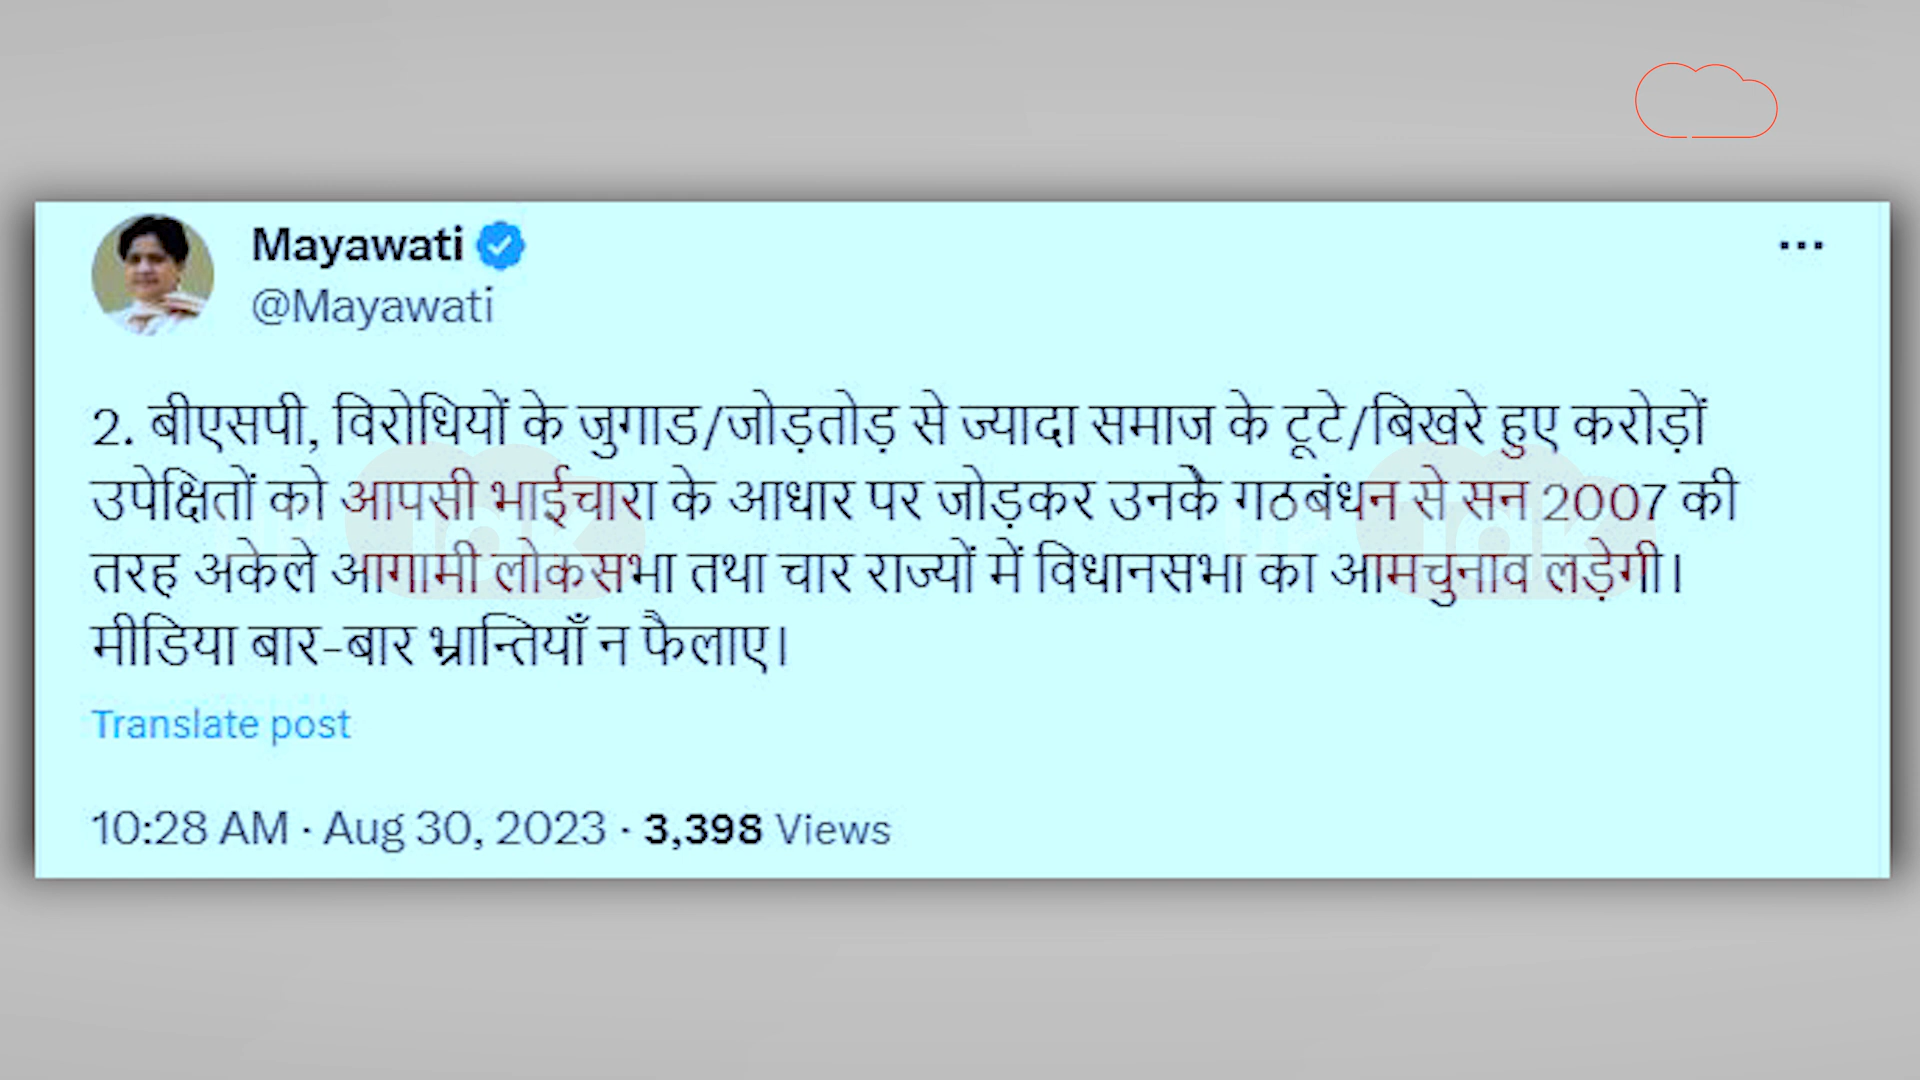 Mayawati
@Mayawati
2. बीएसपी, विरोधियों के जुगाड/जोड़तोड़ से ज्यादा समाज के टूटे/बिखरे हुए करोड़ों
उपेक्षितों को आपसी भाईचारा के आधार पर जोड़कर उनके गठबंधन से सन 2007 की
तरह अकेले आगामी लोकसभा तथा चार राज्यों में विधानसभा का आमचुनाव लड़ेगी।
मीडिया बार-बार भ्रान्तियाँ न फैलाए।
Translate post
10:28 AM · Aug 30, 2023 · 3,398 Views